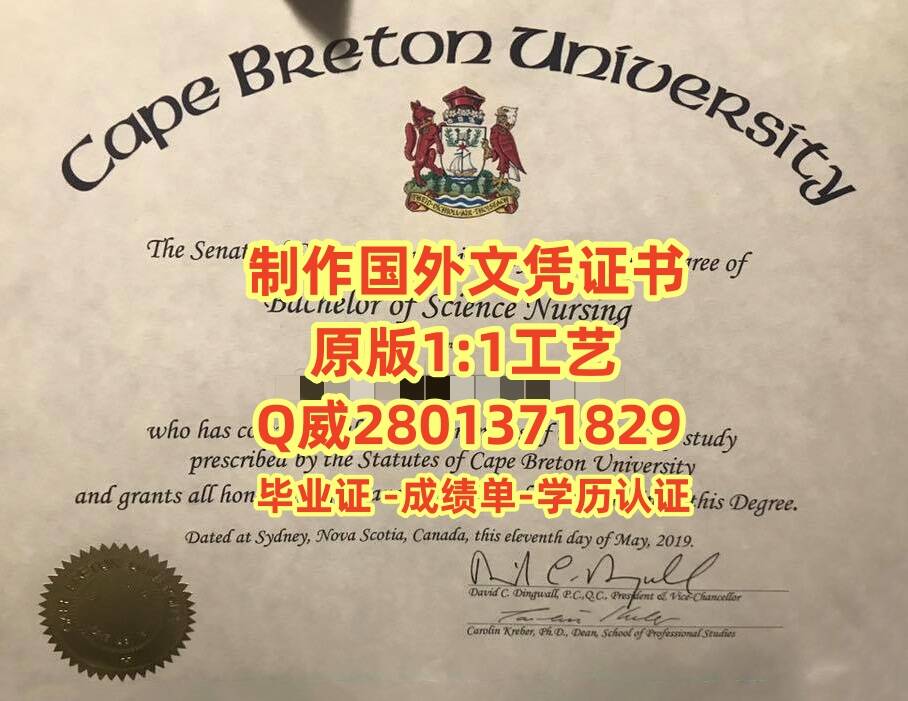 Cape Breton University
The Senat ree of
制作国外文凭证书
Bachelor of Science Nursing
原版1:1工艺
who has co of study
Q威2801371829
prescribed by the Statutes of Cape Breton University
and grants all hon this Degree.
毕业证 -成绩单-学历认证
Dated at Sydney, Nova Scotia, Canada, this eleventh day of May, 2019.
David C. Dingwall, P.C.,Q.C., President & Vice-Chancellor
Carolin Kreber, Ph.D., Dean, School of Professional Studies